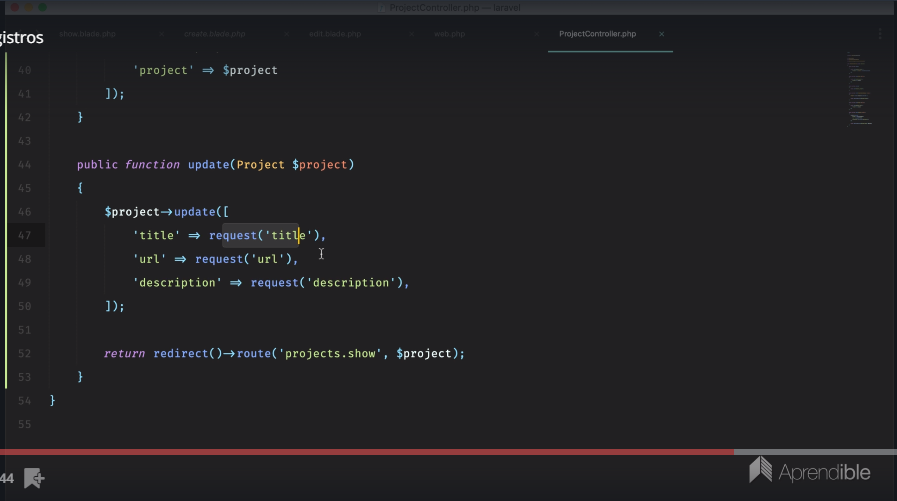 ProjectController.php — laravel
gistros
show.blade.php create.blade.php edit.blade.php web.php ProjectController.php ×
40 'project' => $project
41 ]);
42 }
43
44 public function update(Project $project)
45 {
46 $project->update([
47 'title' => request('title'),
48 'url' => request('url'),
49 'description' => request('description'),
50 ]);
51
52 return redirect()->route('projects.show', $project);
53 }
54 }
55
44
Aprendible